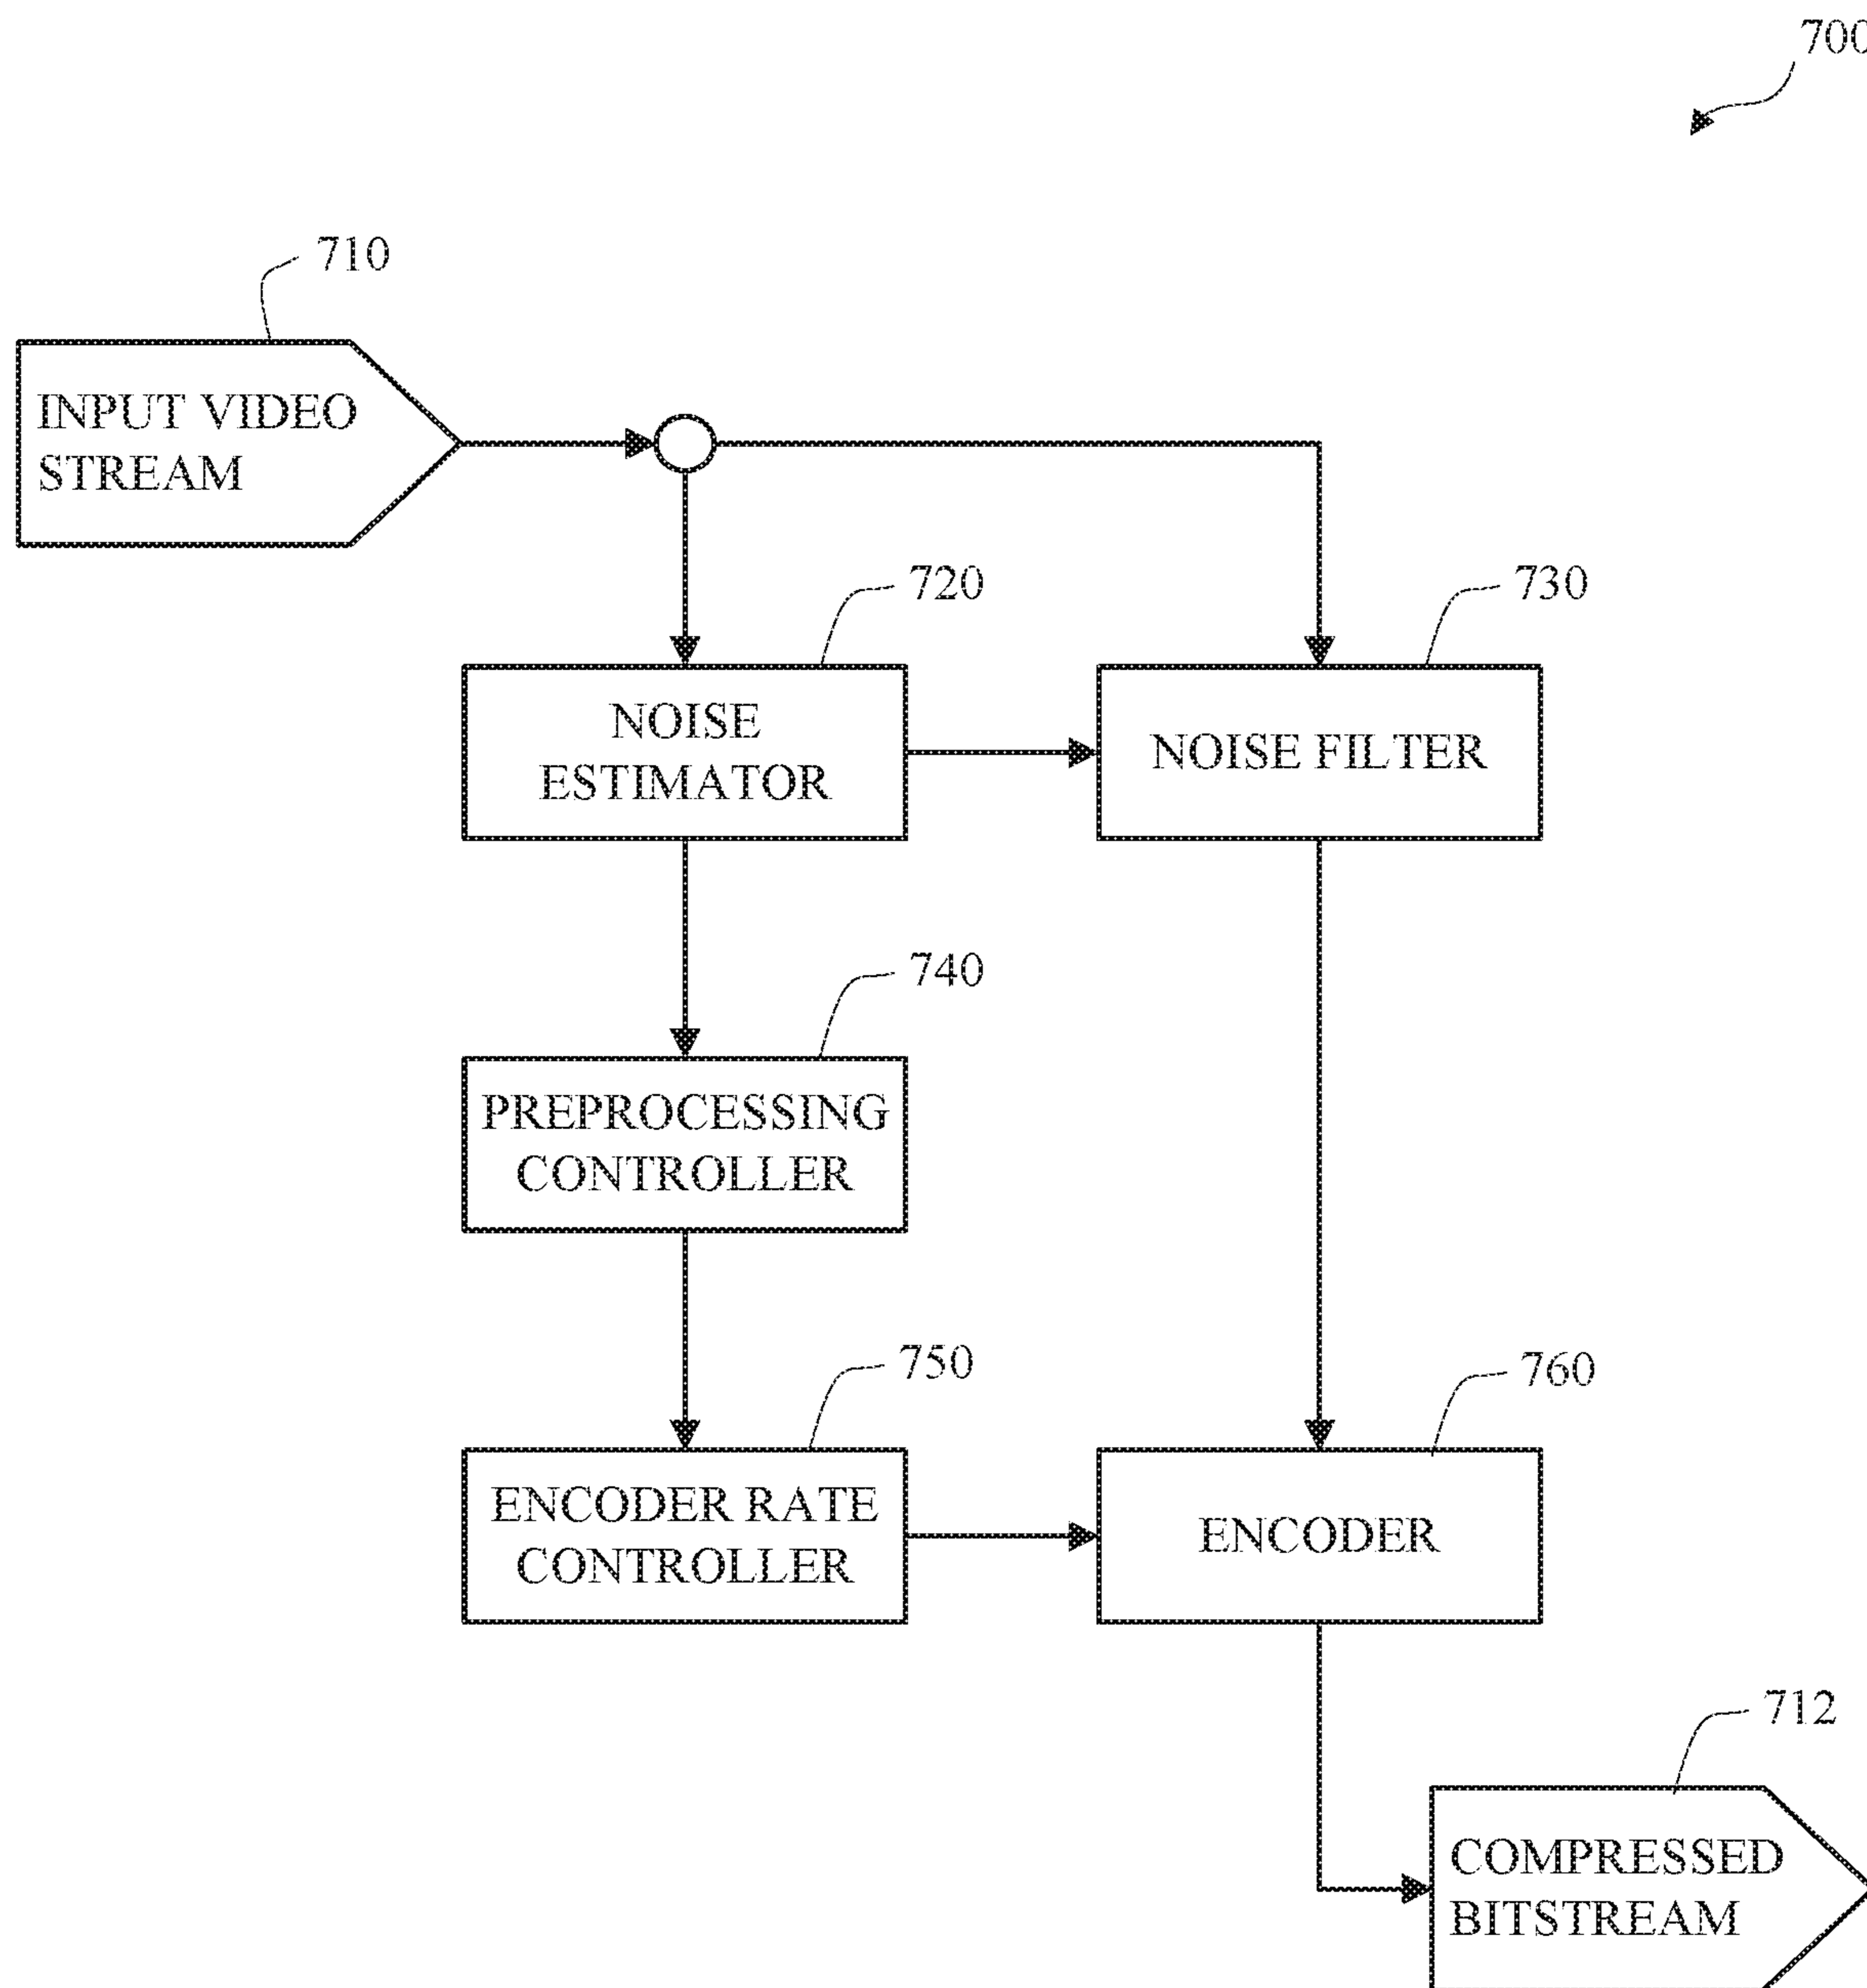 700
710
INPUT VIDEO
STREAM
720
730
NOISE
ESTIMATOR
NOISE FILTER
740
PREPROCESSING
CONTROLLER
750
760
ENCODER RATE
CONTROLLER
ENCODER
712
COMPRESSED
BITSTREAM